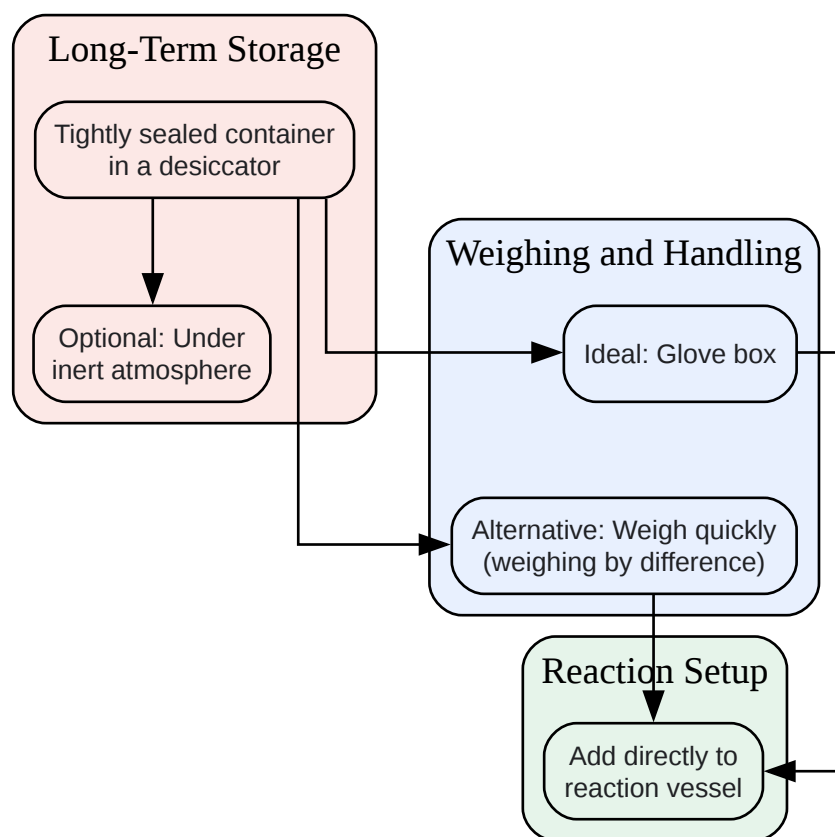 Long-Term Storage
Tightly sealed container
in a desiccator
Optional: Under
inert atmosphere
Weighing and Handling
Ideal: Glove box
Alternative: Weigh quickly
(weighing by difference)
Reaction Setup
Add directly to
reaction vessel